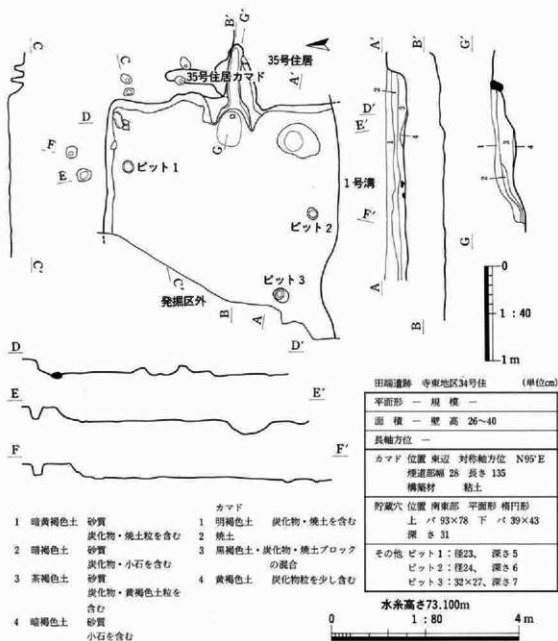 B'
G'
35号住居
35号住居カマド
C
C
A'
A'
B'
G'
D
D'
E'
F
E
G
ピット1
1号溝
ピット2
F'
ピット3
C'
C'
発掘区外
B
A
D'
A
B
G
0
1:40
1m
D
E
E'
F
F'
田端遺跡 寺東地区34号住 (単位cm)
平面形 ー 規模 ー
面積 ー 壁高 26〜40
長軸方位 ー
カマド 位置 東辺 対称軸方位 N95°E
煙道部幅 28 長さ 135
構築材 粘土
貯蔵穴 位置 南東部 平面形 楕円形
上 バ 93×78 下 バ 39×43
深さ 31
その他 ピット1:径23、深さ5
ピット2:径24、深さ6
ピット3:32×27、深さ7
1 暗黄褐色土 砂質
炭化物・焼土粒を含む
2 暗褐色土 砂質
炭化物・小石を含む
3 茶褐色土 砂質
炭化物・黄褐色土粒を
含む
4 暗褐色土 砂質
小石を含む
カマド
1 明褐色土 炭化物・焼土を含む
2 焼土
3 黒褐色土・炭化物・焼土ブロック
の混合
4 黄褐色土 炭化物粒を少し含む
水糸高さ73.100m
0 1:80 4m